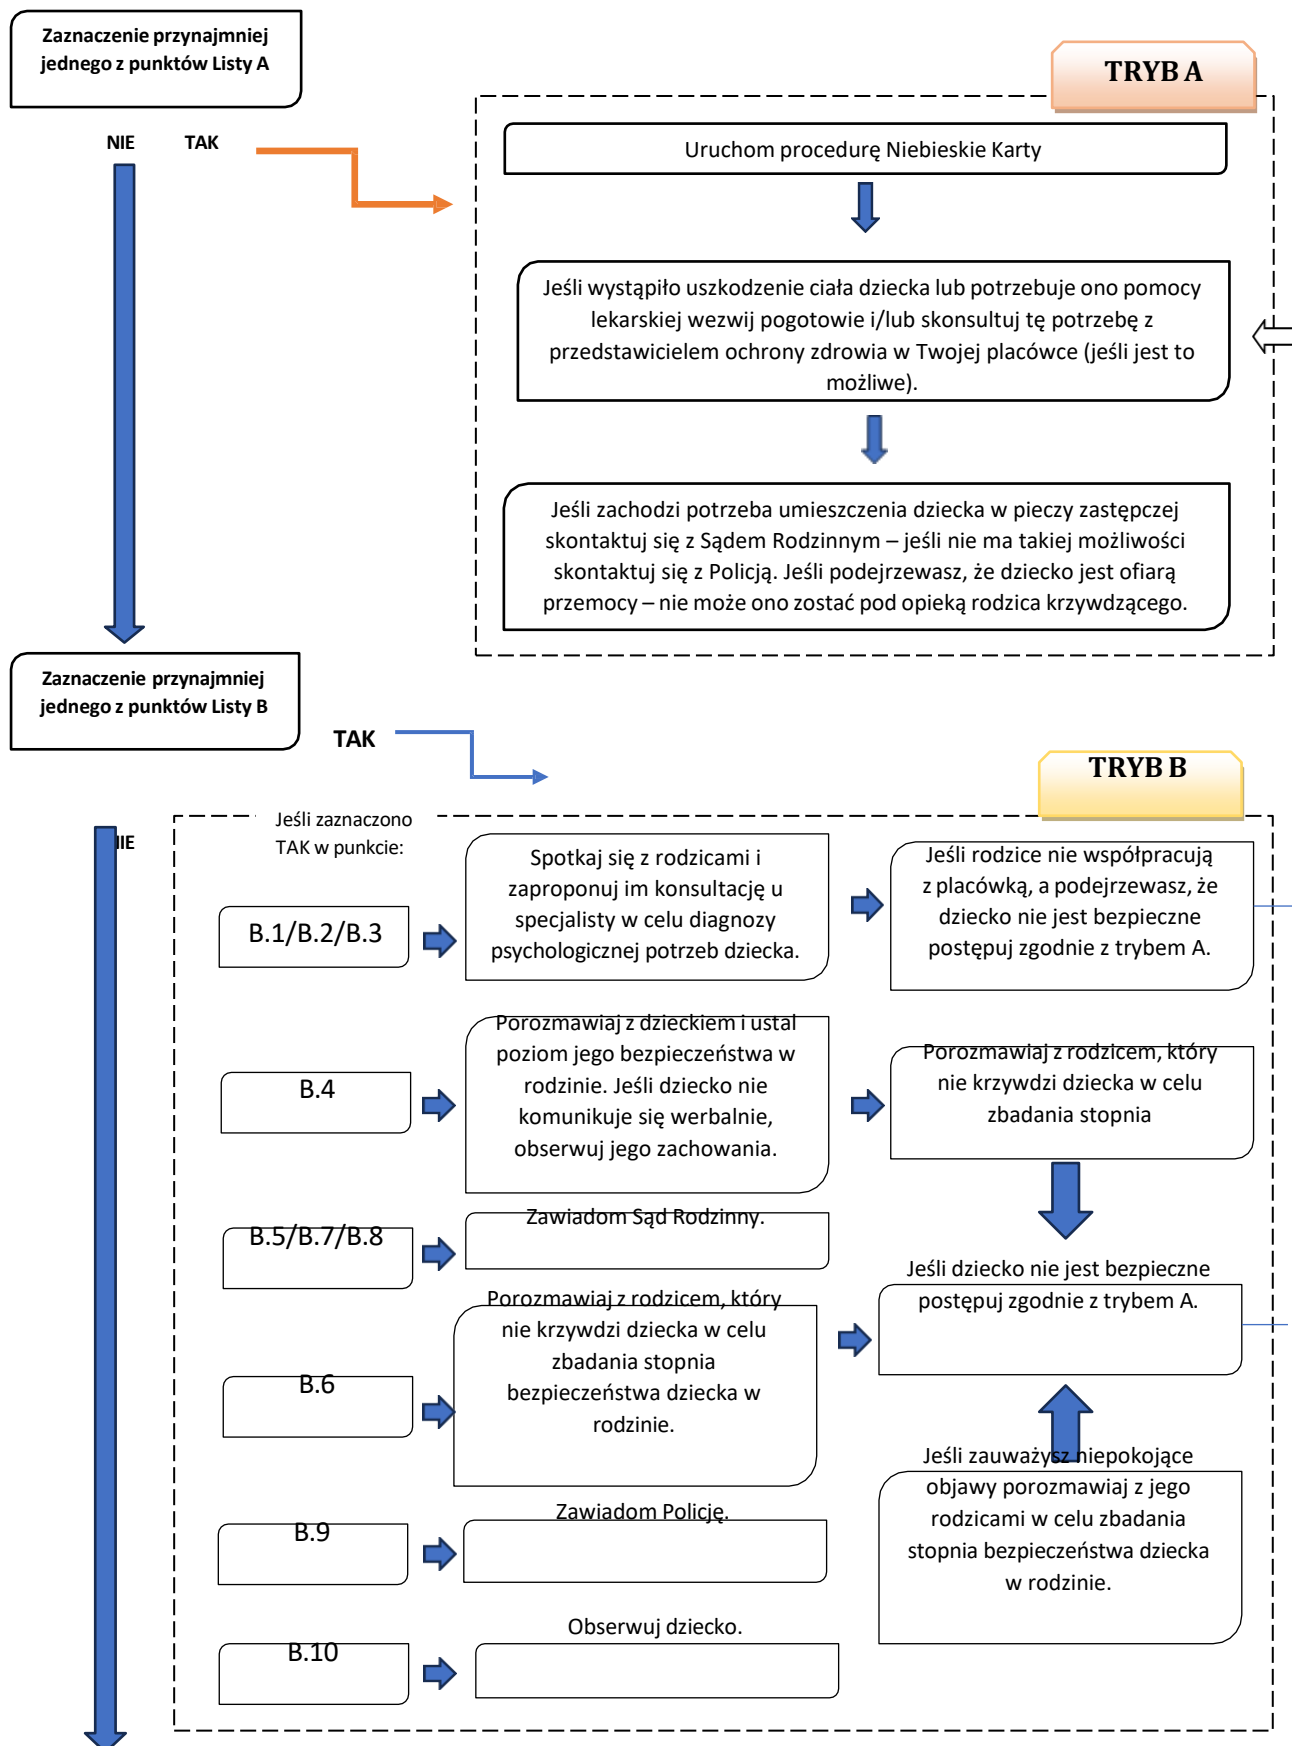 Zaznaczenie przynajmniej
jednego z punktów Listy A
TRYB A
NIE TAK
Uruchom procedurę Niebieskie Karty
Jeśli wystąpiło uszkodzenie ciała dziecka lub potrzebuje ono pomocy
lekarskiej wezwij pogotowie i/lub skonsultuj tę potrzebę z
przedstawicielem ochrony zdrowia w Twojej placówce (jeśli jest to
możliwe).
Jeśli zachodzi potrzeba umieszczenia dziecka w pieczy zastępczej
skontaktuj się z Sądem Rodzinnym – jeśli nie ma takiej możliwości
skontaktuj się z Policją. Jeśli podejrzewasz, że dziecko jest ofiarą
przemocy – nie może ono zostać pod opieką rodzica krzywdzącego.
Zaznaczenie przynajmniej
jednego z punktów Listy B
TAK
TRYB B
NIE
Jeśli zaznaczono
TAK w punkcie:
B.1/B.2/B.3
Spotkaj się z rodzicami i
zaproponuj im konsultację u
specjalisty w celu diagnozy
psychologicznej potrzeb dziecka.
Jeśli rodzice nie współpracują
z placówką, a podejrzewasz, że
dziecko nie jest bezpieczne
postępuj zgodnie z trybem A.
B.4
Porozmawiaj z dzieckiem i ustal
poziom jego bezpieczeństwa w
rodzinie. Jeśli dziecko nie
komunikuje się werbalnie,
obserwuj jego zachowania.
Porozmawiaj z rodzicem, który
nie krzywdzi dziecka w celu
zbadania stopnia
B.5/B.7/B.8
Zawiadom Sąd Rodzinny.
Jeśli dziecko nie jest bezpieczne
postępuj zgodnie z trybem A.
B.6
Porozmawiaj z rodzicem, który
nie krzywdzi dziecka w celu
zbadania stopnia
bezpieczeństwa dziecka w
rodzinie.
Jeśli zauważysz niepokojące
objawy porozmawiaj z jego
rodzicami w celu zbadania
stopnia bezpieczeństwa dziecka
w rodzinie.
B.9
Zawiadom Policję.
B.10
Obserwuj dziecko.